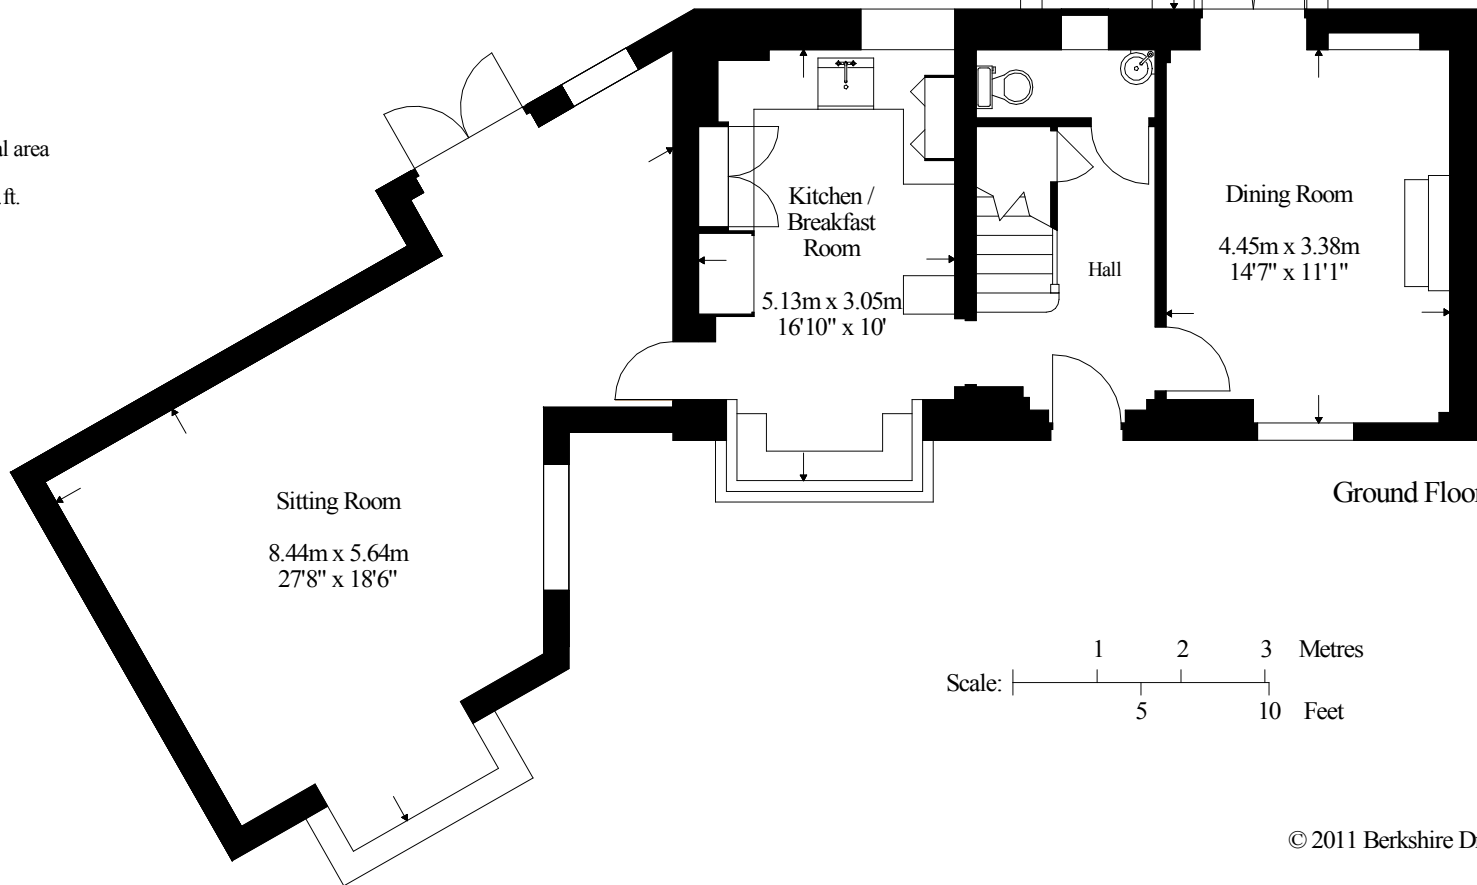 al area
ft.
Kitchen /
Breakfast
Room
5.13m x 3.05m
16'10" x 10'
Hall
Dining Room
4.45m x 3.38m
14'7" x 11'1"
Sitting Room
8.44m x 5.64m
27'8" x 18'6"
Ground Floor
1 2 3 Metres
Scale:
5 10 Feet
© 2011 Berkshire D